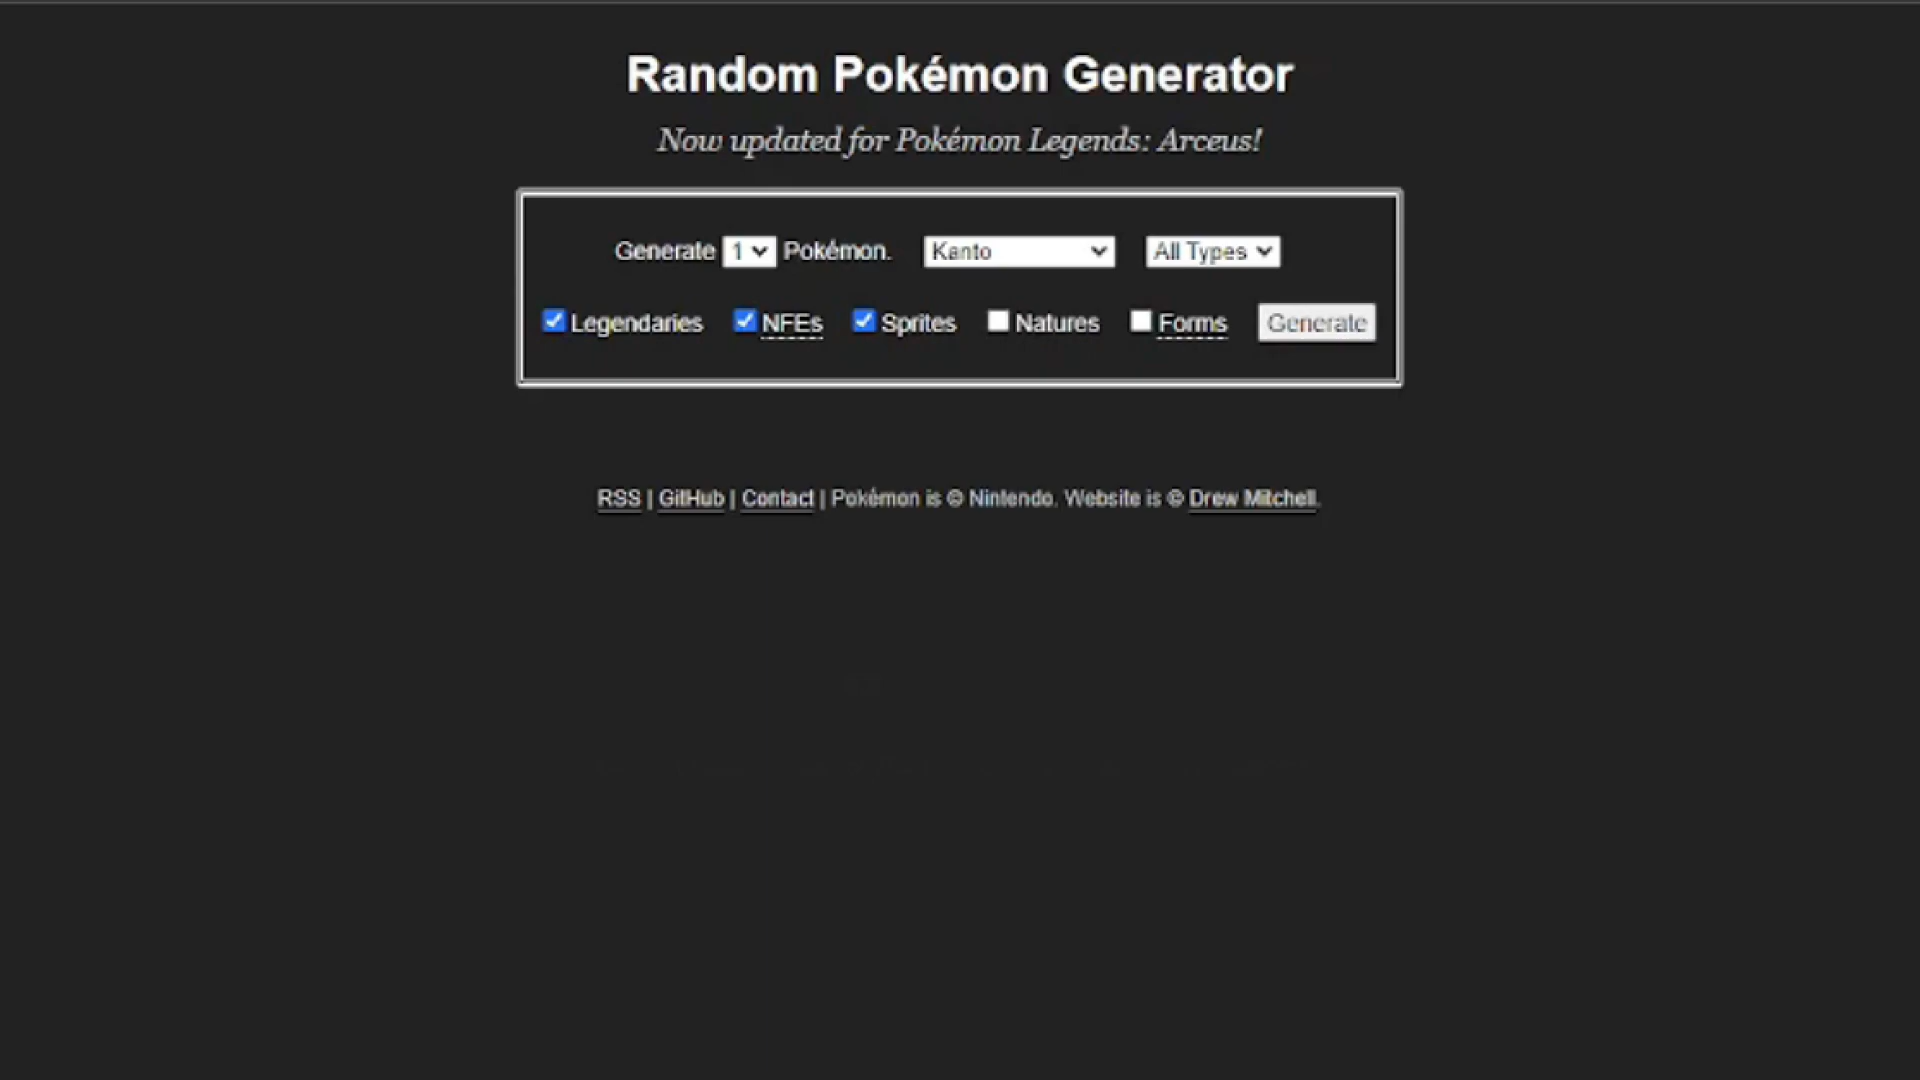 Random Pokémon Generator
Now updated for Pokémon Legends: Arceus!
Generate 1 Pokémon. Kanto All Types
Legendaries NFEs Sprites Natures Forms Generate
RSS | GitHub | Contact | Pokémon is © Nintendo. Website is © Drew Mitchell.